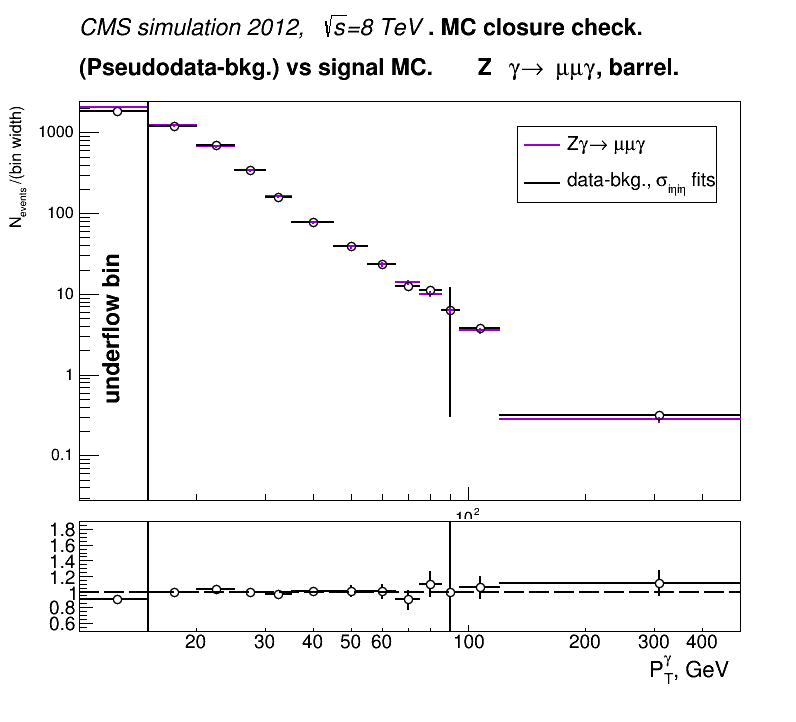 CMS simulation 2012, √s=8 TeV . MC closure check.
(Pseudodata-bkg.) vs signal MC. Z γ→ μμγ, barrel.
N_events /(bin width)
1000
100
10
1
0.1
underflow bin
Zγ→ μμγ
data-bkg., σ_iηiη fits
10²
1.8
1.6
1.4
1.2
1
0.8
0.6
20 30 40 50 60 100 200 300 400
P_T^γ, GeV